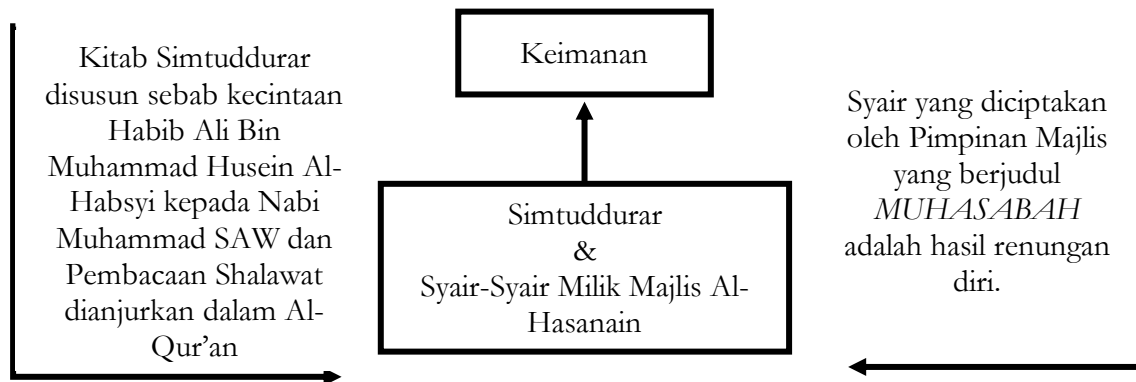 Kitab Simtuddurar
disusun sebab kecintaan
Habib Ali Bin
Muhammad Husein Al-
Habsyi kepada Nabi
Muhammad SAW dan
Pembacaan Shalawat
dianjurkan dalam Al-
Qur’an
Keimanan
Simtuddurar
&
Syair-Syair Milik Majlis Al-
Hasanain
Syair yang diciptakan
oleh Pimpinan Majlis
yang berjudul
MUHASABAH
adalah hasil renungan
diri.